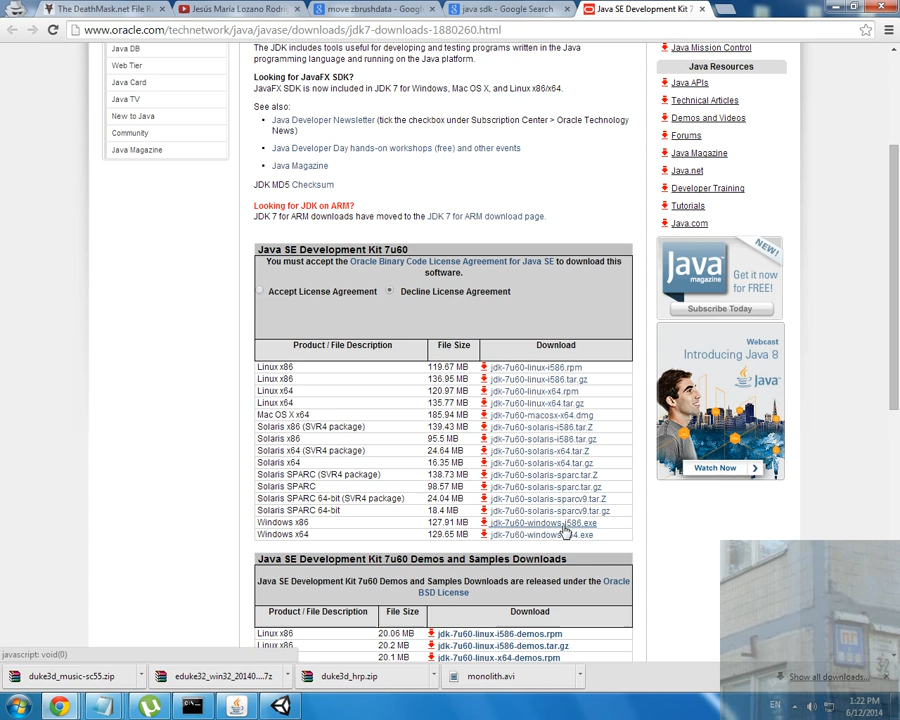 The DeathMask.net File Re
Jesús María Lozano Rodrig
move zbrushdata - Google
java sdk - Google Search
Java SE Development Kit 7
www.oracle.com/technetwork/java/javase/downloads/jdk7-downloads-1880260.html
Java DB
Web Tier
Java Card
Java TV
New to Java
Community
Java Magazine
The JDK includes tools useful for developing and testing programs written in the Java
programming language and running on the Java platform.
Looking for JavaFX SDK?
JavaFX SDK is now included in JDK 7 for Windows, Mac OS X, and Linux x86/x64.
See also:
Java Developer Newsletter (tick the checkbox under Subscription Center > Oracle Technology
News)
Java Developer Day hands-on workshops (free) and other events
Java Magazine
JDK MD5 Checksum
Looking for JDK on ARM?
JDK 7 for ARM downloads have moved to the JDK 7 for ARM download page.
Java SE Development Kit 7u60
You must accept the Oracle Binary Code License Agreement for Java SE to download this
software.
Accept License Agreement Decline License Agreement
Product / File Description File Size Download
Linux x86 119.67 MB jdk-7u60-linux-i586.rpm
Linux x86 136.95 MB jdk-7u60-linux-i586.tar.gz
Linux x64 120.97 MB jdk-7u60-linux-x64.rpm
Linux x64 135.77 MB jdk-7u60-linux-x64.tar.gz
Mac OS X x64 185.94 MB jdk-7u60-macosx-x64.dmg
Solaris x86 (SVR4 package) 139.43 MB jdk-7u60-solaris-i586.tar.Z
Solaris x86 95.5 MB jdk-7u60-solaris-i586.tar.gz
Solaris x64 (SVR4 package) 24.64 MB jdk-7u60-solaris-x64.tar.Z
Solaris x64 16.35 MB jdk-7u60-solaris-x64.tar.gz
Solaris SPARC (SVR4 package) 138.73 MB jdk-7u60-solaris-sparc.tar.Z
Solaris SPARC 98.57 MB jdk-7u60-solaris-sparc.tar.gz
Solaris SPARC 64-bit (SVR4 package) 24.04 MB jdk-7u60-solaris-sparcv9.tar.Z
Solaris SPARC 64-bit 18.4 MB jdk-7u60-solaris-sparcv9.tar.gz
Windows x86 127.91 MB jdk-7u60-windows-i586.exe
Windows x64 129.65 MB jdk-7u60-windows-x64.exe
Java SE Development Kit 7u60 Demos and Samples Downloads
Java SE Development Kit 7u60 Demos and Samples Downloads are released under the Oracle
BSD License
Product / File Description File Size Download
Linux x86 20.06 MB jdk-7u60-linux-i586-demos.rpm
Linux x86 20.2 MB jdk-7u60-linux-i586-demos.tar.gz
20.1 MB jdk-7u60-linux-x64-demos.rpm
Java Mission Control
Java Resources
Java APIs
Technical Articles
Demos and Videos
Forums
Java Magazine
Java.net
Developer Training
Tutorials
Java.com
NEW!
Java
magazine
Get it now
for FREE!
Subscribe Today
Webcast
Introducing Java 8
Java
Watch Now
javascript: void(0)
duke3d_music-sc55.zip
eduke32_win32_20140....7z
duke3d_hrp.zip
monolith.avi
Show all downloads...
EN
1:22 PM
6/12/2014